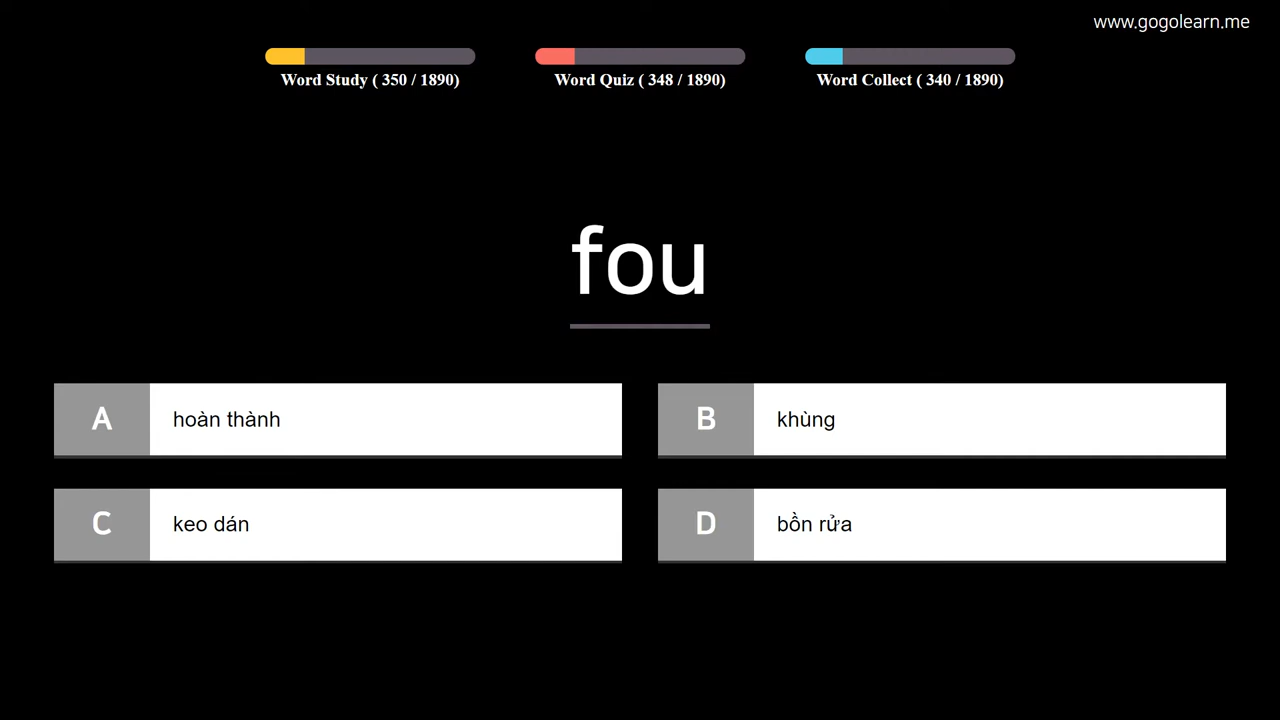 www.gogolearn.me
Word Study ( 350 / 1890)
Word Quiz ( 348 / 1890)
Word Collect ( 340 / 1890)
fou
A hoàn thành
B khùng
C keo dán
D bồn rửa